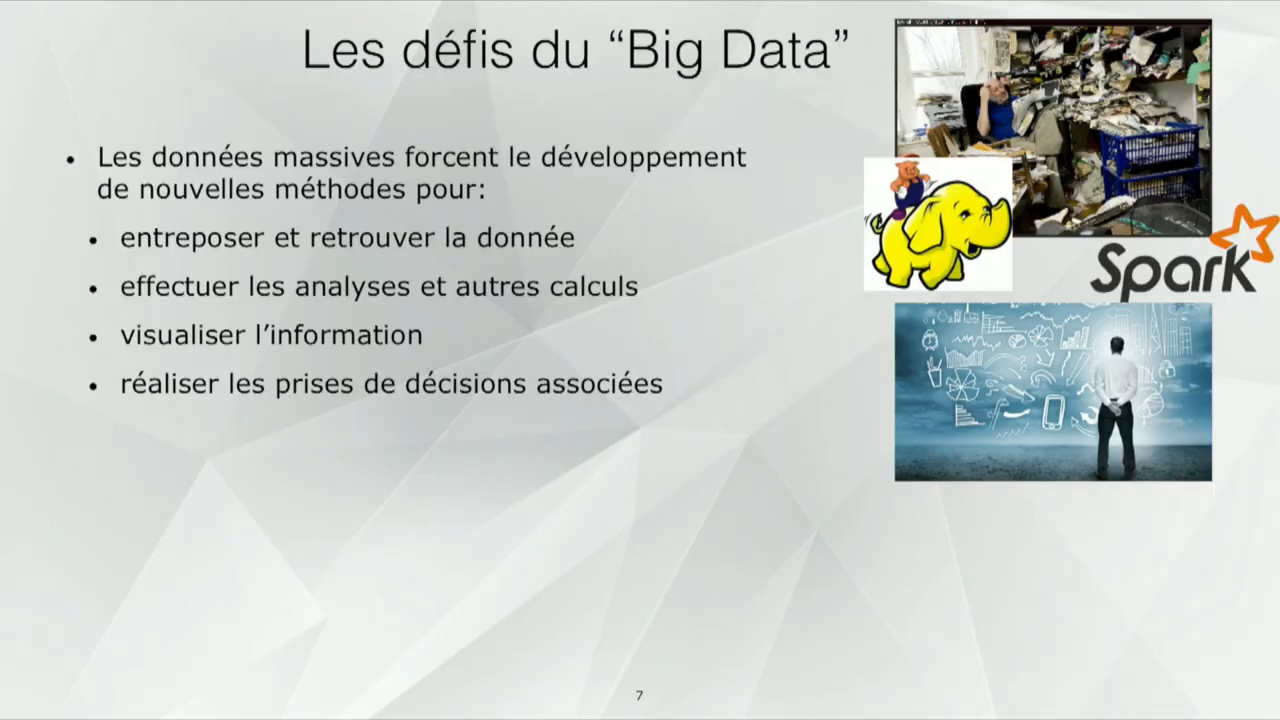 Les défis du “Big Data”
• Les données massives forcent le développement
de nouvelles méthodes pour:
• entreposer et retrouver la donnée
• effectuer les analyses et autres calculs
• visualiser l’information
• réaliser les prises de décisions associées
Spark
7